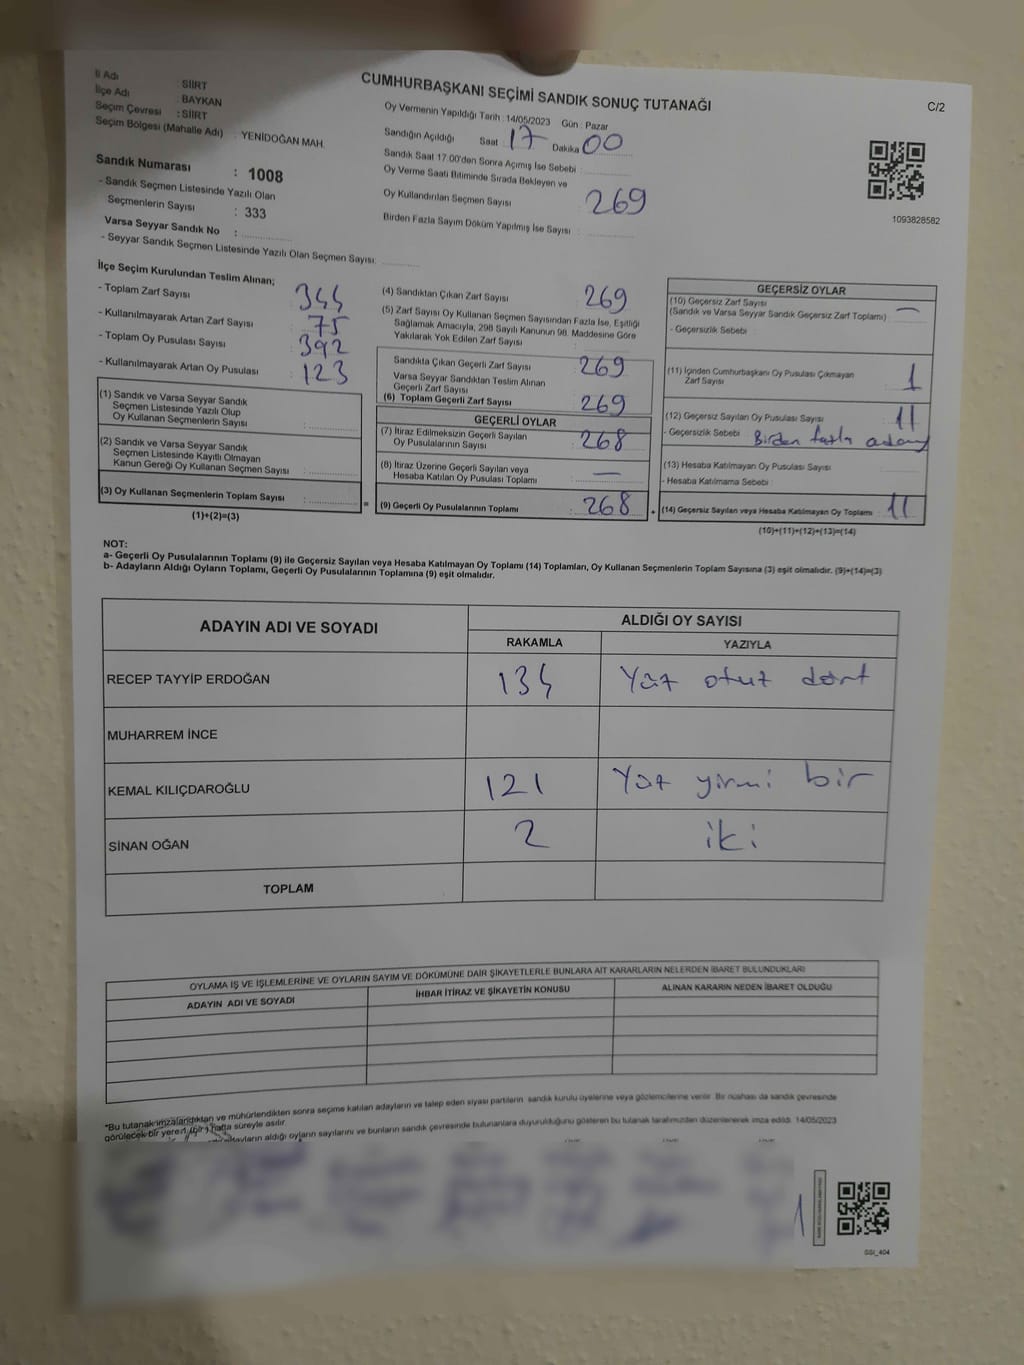 CUMHURBAŞKANI SEÇİMİ SANDIK SONUÇ TUTANAĞI
C/2
İl Adı : SİİRT
İlçe Adı : BAYKAN
Seçim Çevresi : SİİRT
Seçim Bölgesi (Mahalle Adı) : YENİDOĞAN MAH.
Sandık Numarası : 1008
- Sandık Seçmen Listesinde Yazılı Olan
Seçmenlerin Sayısı : 333
Varsa Seyyar Sandık No :
- Seyyar Sandık Seçmen Listesinde Yazılı Olan Seçmen Sayısı:
Oy Vermenin Yapıldığı Tarih : 14/05/2023 Gün : Pazar
Sandığın Açıldığı Saat 17 Dakika 00
Sandık Saat 17:00'den Sonra Açımış İse Sebebi :
Oy Verme Saati Bitiminde Sırada Bekleyen ve
Oy Kullandırılan Seçmen Sayısı : 269
Birden Fazla Sayım Döküm Yapılmış İse Sayısı :
1093828582
İlçe Seçim Kurulundan Teslim Alınan;
- Toplam Zarf Sayısı : 344
- Kullanılmayarak Artan Zarf Sayısı : 75
- Toplam Oy Pusulası Sayısı : 392
- Kullanılmayarak Artan Oy Pusulası : 123
(1) Sandık ve Varsa Seyyar Sandık
Seçmen Listesinde Yazılı Olup
Oy Kullanan Seçmenlerin Sayısı :
(2) Sandık ve Varsa Seyyar Sandık
Seçmen Listesinde Kayıtlı Olmayan
Kanun Gereği Oy Kullanan Seçmen Sayısı :
(3) Oy Kullanan Seçmenlerin Toplam Sayısı : =
(1)+(2)=(3)
(4) Sandıktan Çıkan Zarf Sayısı : 269
(5) Zarf Sayısı Oy Kullanan Seçmen Sayısından Fazla İse, Eşitliği
Sağlamak Amacıyla, 298 Sayılı Kanunun 98. Maddesine Göre
Yakılarak Yok Edilen Zarf Sayısı :
Sandıkta Çıkan Geçerli Zarf Sayısı : 269
Varsa Seyyar Sandıktan Teslim Alınan
Geçerli Zarf Sayısı :
(6) Toplam Geçerli Zarf Sayısı : 269
GEÇERLİ OYLAR
(7) İtiraz Edilmeksizin Geçerli Sayılan
Oy Pusulalarının Sayısı : 268
(8) İtiraz Üzerine Geçerli Sayılan veya
Hesaba Katılan Oy Pusulası Toplamı : —
(9) Geçerli Oy Pusulalarının Toplamı : 268 +
GEÇERSİZ OYLAR
(10) Geçersiz Zarf Sayısı
(Sandık ve Varsa Seyyar Sandık Geçersiz Zarf Toplamı) : —
- Geçersizlik Sebebi :
(11) İçinden Cumhurbaşkanı Oy Pusulası Çıkmayan
Zarf Sayısı : 1
(12) Geçersiz Sayılan Oy Pusulası Sayısı : 11
- Geçersizlik Sebebi : Birden fazla aday
(13) Hesaba Katılmayan Oy Pusulası Sayısı :
- Hesaba Katılmama Sebebi :
(14) Geçersiz Sayılan veya Hesaba Katılmayan Oy Toplamı : 11
(10)+(11)+(12)+(13)=(14)
NOT:
a- Geçerli Oy Pusulalarının Toplamı (9) ile Geçersiz Sayılan veya Hesaba Katılmayan Oy Toplamı (14) Toplamları, Oy Kullanan Seçmenlerin Toplam Sayısına (3) eşit olmalıdır. (9)+(14)=(3)
b- Adayların Aldığı Oyların Toplamı, Geçerli Oy Pusulalarının Toplamına (9) eşit olmalıdır.
ADAYIN ADI VE SOYADI
ALDIĞI OY SAYISI
RAKAMLA YAZIYLA
RECEP TAYYİP ERDOĞAN 134 Yüz otuz dört
MUHARREM İNCE
KEMAL KILIÇDAROĞLU 121 Yüz yirmi bir
SİNAN OĞAN 2 iki
TOPLAM
OYLAMA İŞ VE İŞLEMLERİNE VE OYLARIN SAYIM VE DÖKÜMÜNE DAİR ŞİKAYETLERLE BUNLARA AİT KARARLARIN NELERDEN İBARET BULUNDUKLARI
ADAYIN ADI VE SOYADI İHBAR İTİRAZ VE ŞİKAYETİN KONUSU ALINAN KARARIN NEDEN İBARET OLDUĞU
*Bu tutanak imzalandıktan ve mühürlendikten sonra seçime katılan adayların ve talep eden siyasi partilerin sandık kurulu üyelerine veya gözlemcilerine verilir. Bir nüshası da sandık çevresinde
görülecek bir yere 1 (bir) hafta süreyle asılır.
aldığı oyların sayılarını ve bunların sandık çevresinde bulunanlara duyurulduğunu gösteren bu tutanak tarafımızdan düzenlenerek imza edildi. 14/05/2023
SSI_404